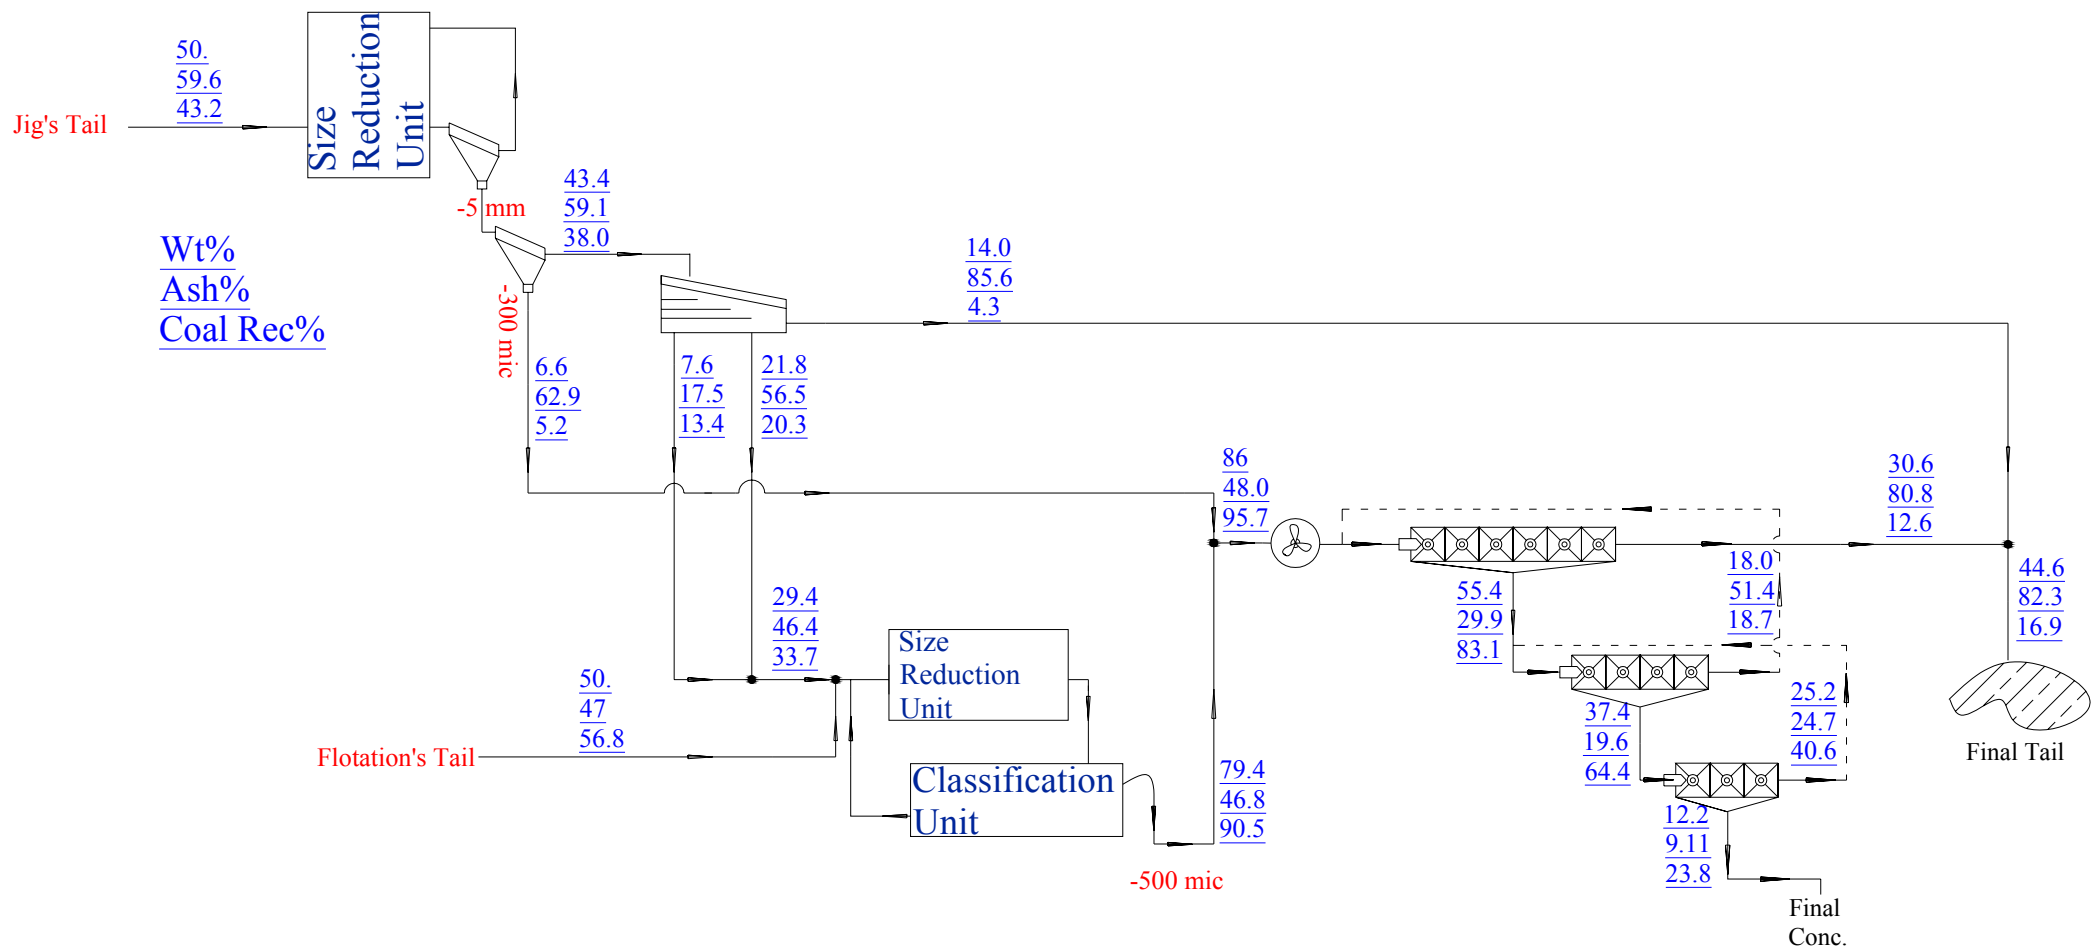 50.
59.6
43.2
Jig's Tail
Size
Reduction
Unit
-5 mm
43.4
59.1
38.0
Wt%
Ash%
Coal Rec%
-300 mic
14.0
85.6
4.3
6.6
62.9
5.2
7.6
17.5
13.4
21.8
56.5
20.3
86
48.0
95.7
30.6
80.8
12.6
18.0
51.4
18.7
44.6
82.3
16.9
55.4
29.9
83.1
29.4
46.4
33.7
Size
Reduction
Unit
50.
47
56.8
Flotation's Tail
Classification
Unit
79.4
46.8
90.5
-500 mic
37.4
19.6
64.4
25.2
24.7
40.6
Final Tail
12.2
9.11
23.8
Final
Conc.